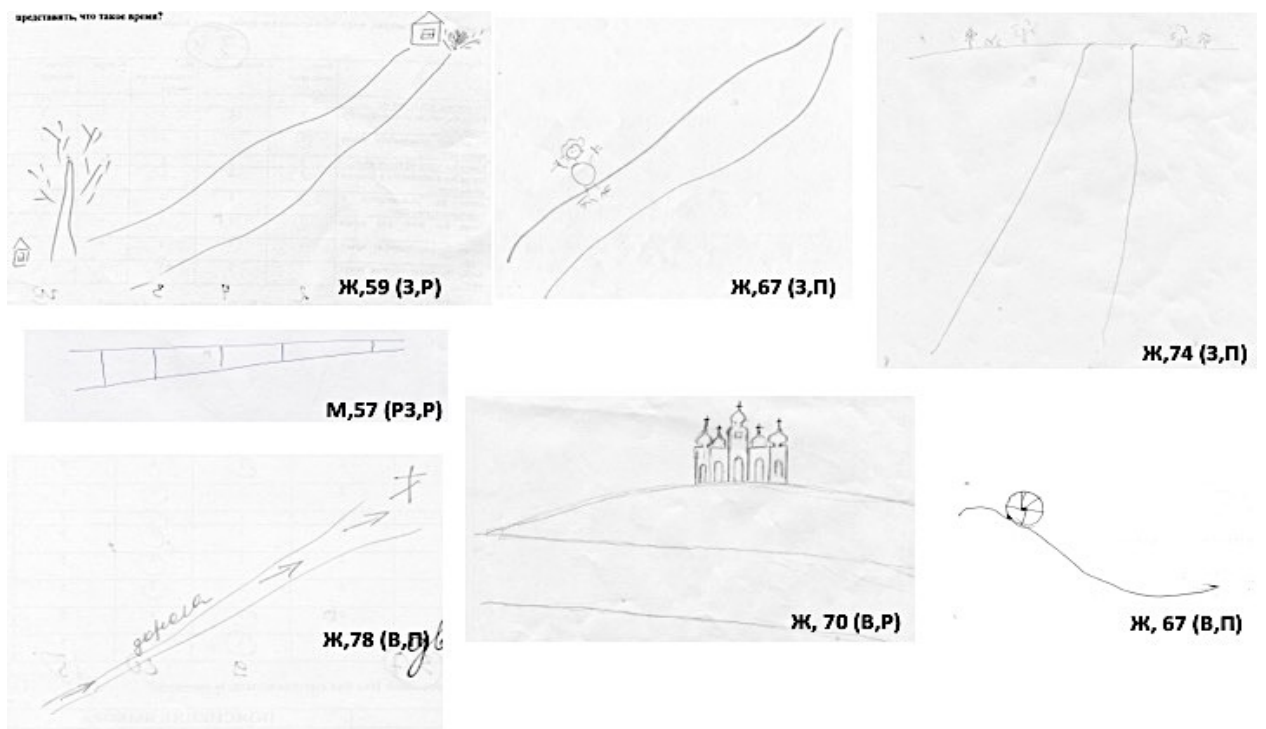 представить, что такое время?
Ж,59 (З,Р)
Ж,67 (З,П)
Ж,74 (З,П)
М,57 (РЗ,Р)
дорога
Ж,78 (В,П)
Ж, 70 (В,Р)
Ж, 67 (В,П)